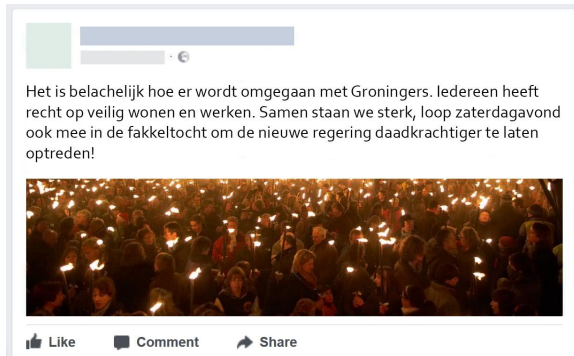 Het is belachelijk hoe er wordt omgegaan met Groningers. Iedereen heeft
recht op veilig wonen en werken. Samen staan we sterk, loop zaterdagavond
ook mee in de fakkeltocht om de nieuwe regering daadkrachtiger te laten
optreden!
Like Comment Share